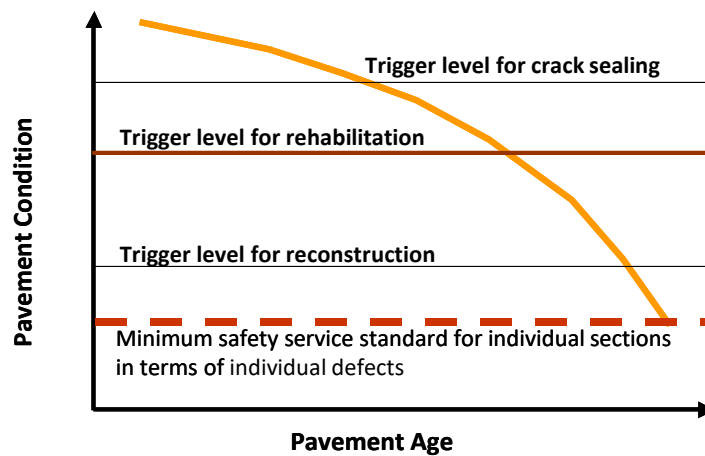 Trigger level for crack sealing
Trigger level for rehabilitation
Pavement Condition
Trigger level for reconstruction
Minimum safety service standard for individual sections
in terms of individual defects
Pavement Age